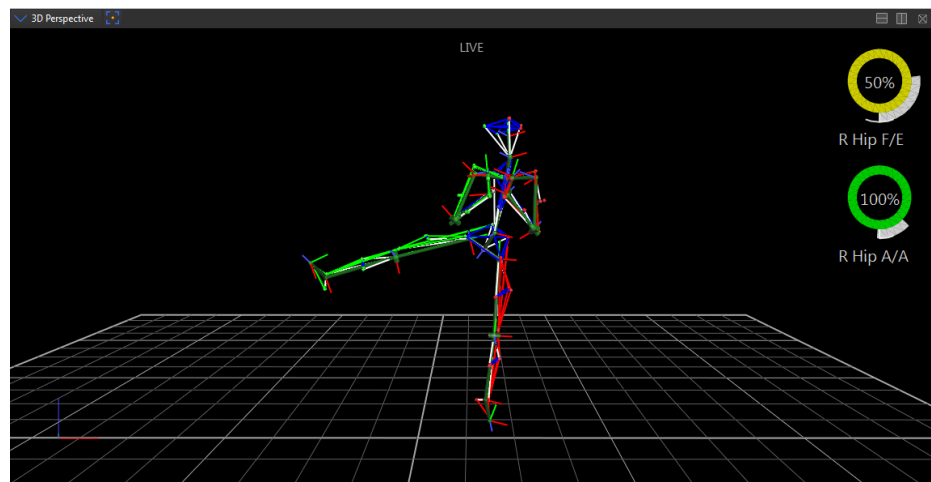 3D Perspective
LIVE
50%
R Hip F/E
100%
R Hip A/A